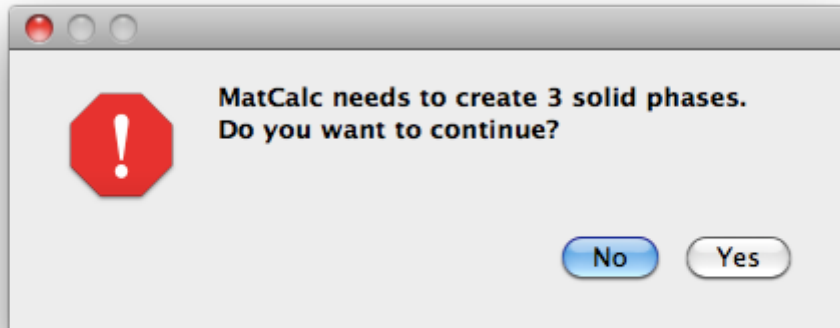 MatCalc needs to create 3 solid phases.
Do you want to continue?
No
Yes